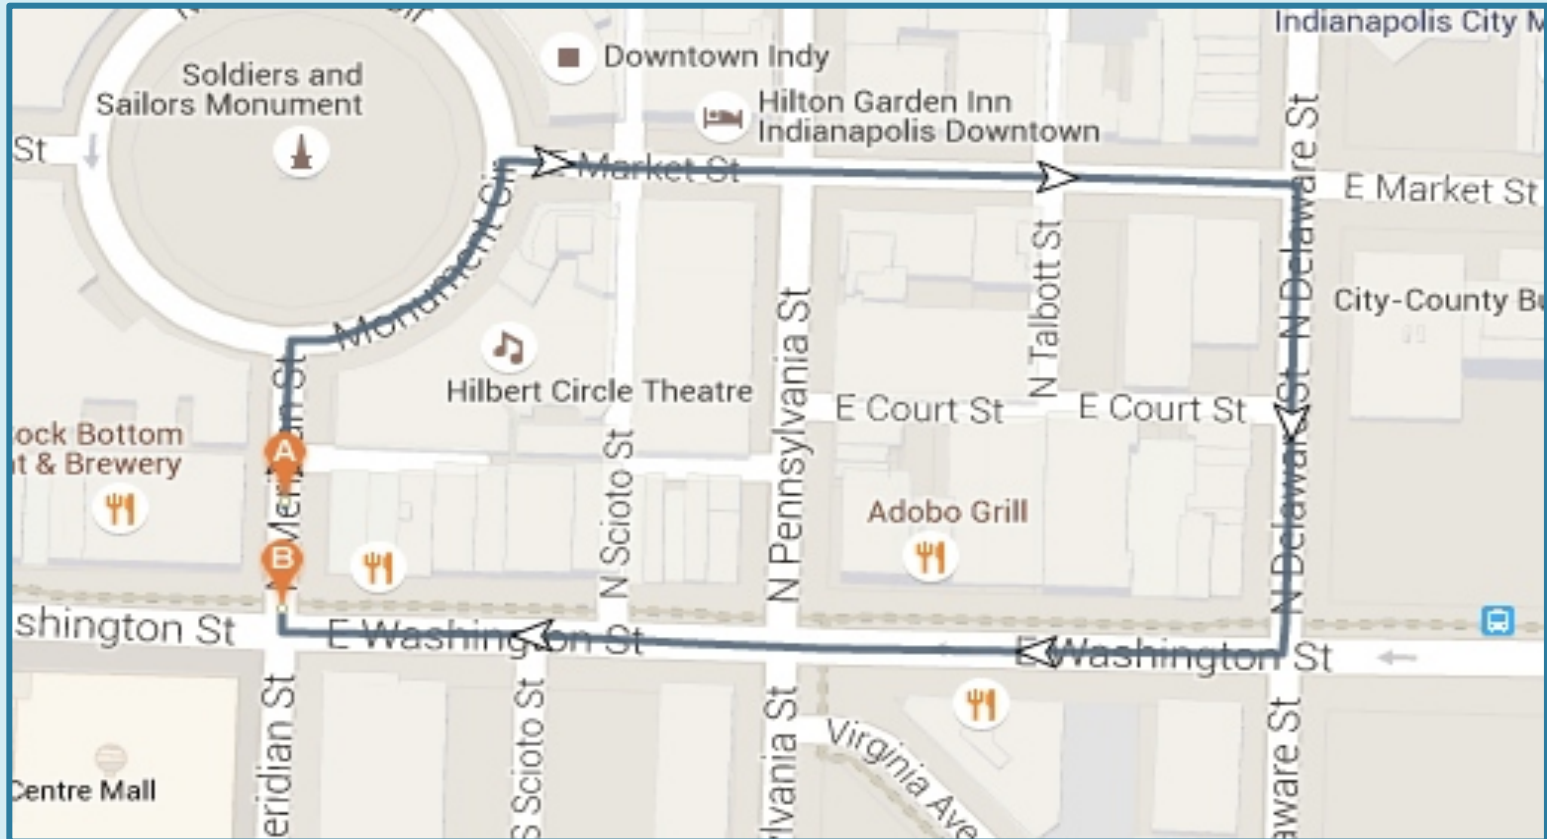 Indianapolis City M
Downtown Indy
Soldiers and
Sailors Monument
Hilton Garden Inn
Indianapolis Downtown
St
E Market St
E Market St
N Delaware St
Monument Cir
N Talbott St
City-County Bu
N Pennsylvania St
Hilbert Circle Theatre
E Court St
E Court St
ock Bottom
t & Brewery
A
N Meridian St
N Scioto St
Adobo Grill
N Delaware St
B
shington St
E Washington St
E Washington St
eridian St
S Scioto St
lvania St
Virginia Ave
aware St
Centre Mall